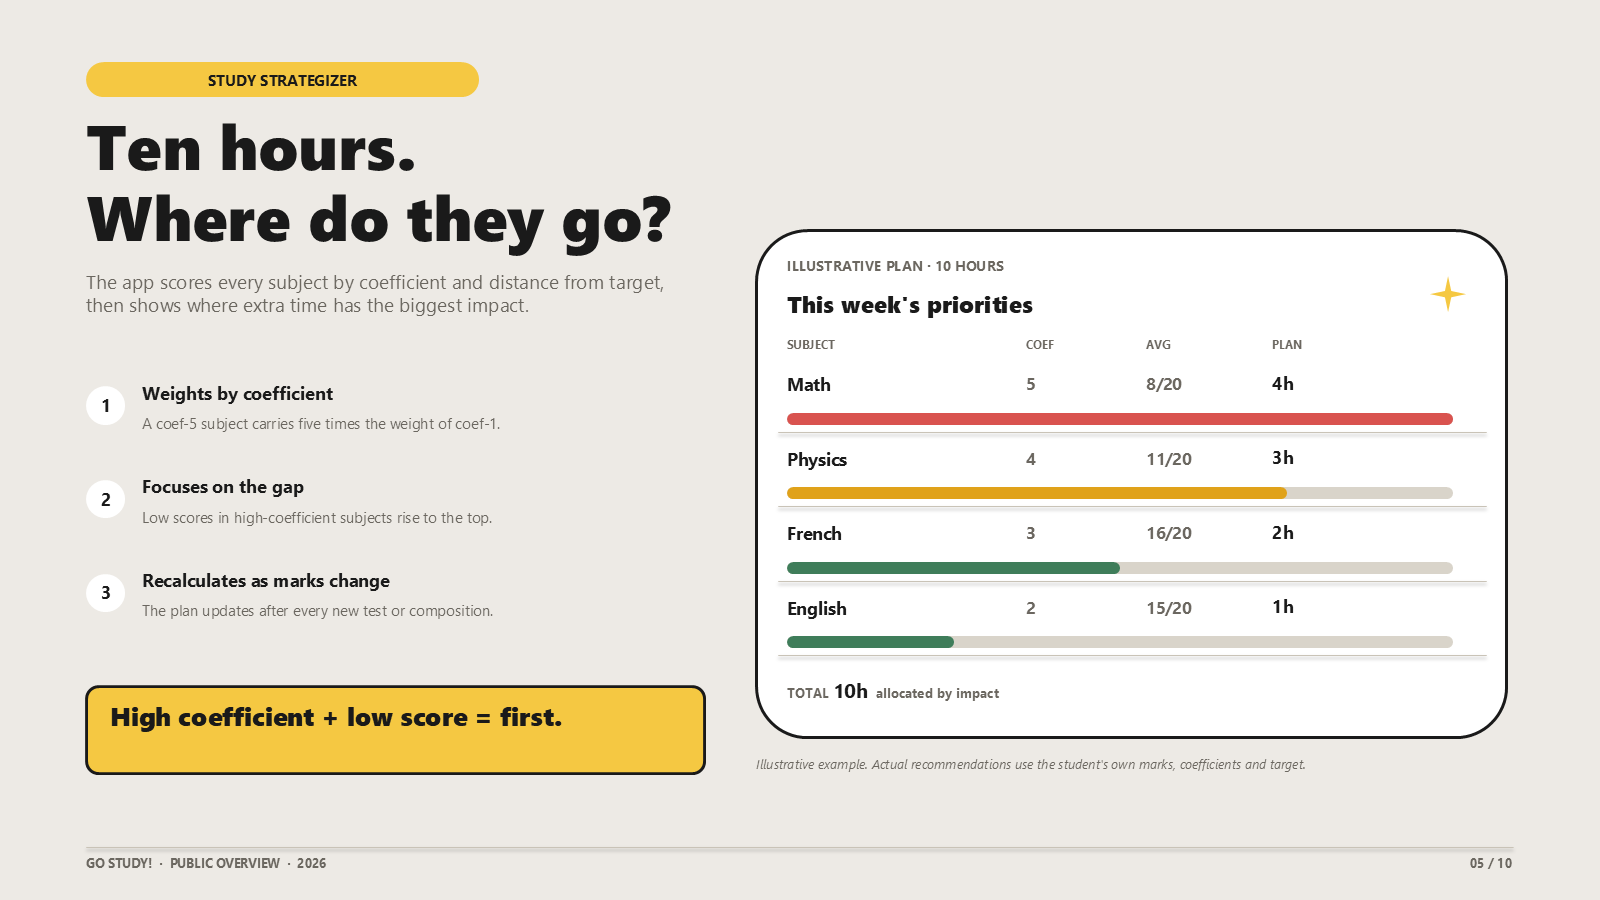 STUDY STRATEGIZER
Ten hours.
Where do they go?
The app scores every subject by coefficient and distance from target,
then shows where extra time has the biggest impact.
1
Weights by coefficient
A coef-5 subject carries five times the weight of coef-1.
2
Focuses on the gap
Low scores in high-coefficient subjects rise to the top.
3
Recalculates as marks change
The plan updates after every new test or composition.
High coefficient + low score = first.
ILLUSTRATIVE PLAN · 10 HOURS
This week's priorities
SUBJECT COEF AVG PLAN
Math 5 8/20 4h
Physics 4 11/20 3h
French 3 16/20 2h
English 2 15/20 1h
TOTAL 10h allocated by impact
Illustrative example. Actual recommendations use the student's own marks, coefficients and target.
GO STUDY! · PUBLIC OVERVIEW · 2026
05 / 10